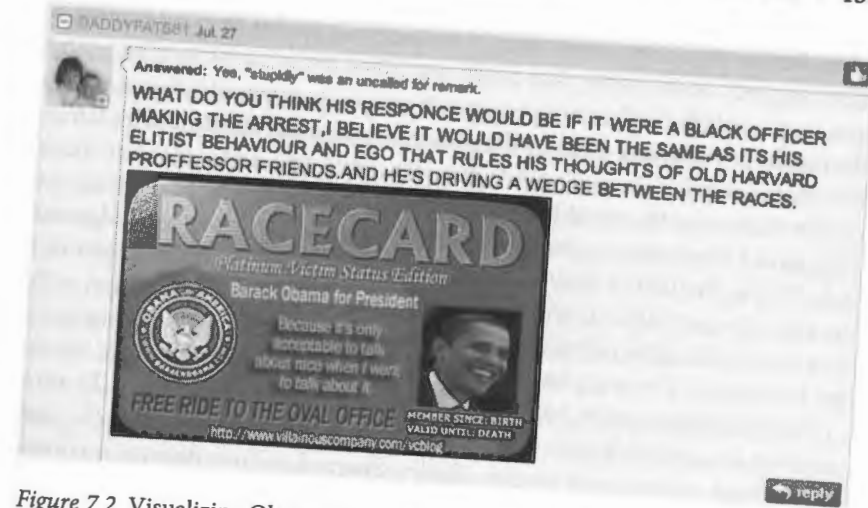 DADDYFATS81 Jul. 27
Answered: Yes, "stupidly" was an uncalled for remark.
WHAT DO YOU THINK HIS RESPONCE WOULD BE IF IT WERE A BLACK OFFICER
MAKING THE ARREST,I BELIEVE IT WOULD HAVE BEEN THE SAME,AS ITS HIS
ELITIST BEHAVIOUR AND EGO THAT RULES HIS THOUGHTS OF OLD HARVARD
PROFFESSOR FRIENDS.AND HE'S DRIVING A WEDGE BETWEEN THE RACES.
RACECARD
Platinum Victim Status Edition
Barack Obama for President
Because it's only
acceptable to talk
about race when I want
to talk about it.
OBAMA AMERICA
WWW.BARACKOBAMA.COM
FREE RIDE TO THE OVAL OFFICE
MEMBER SINCE: BIRTH
VALID UNTIL: DEATH
http://www.villainouscompany.com/vcblog
reply
Figure 7.2